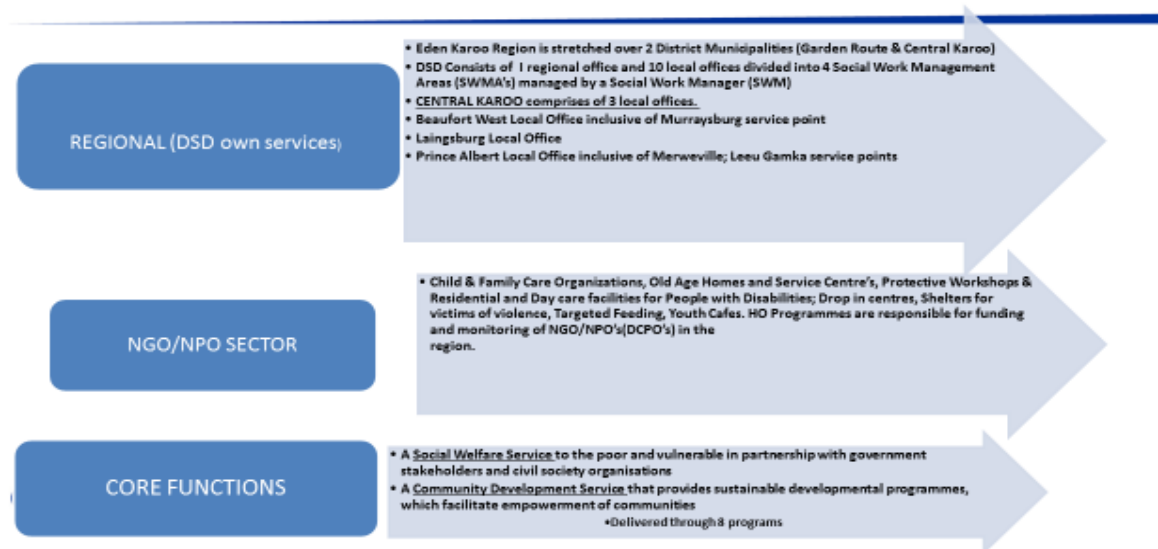 REGIONAL (DSD own services)
• Eden Karoo Region is stretched over 2 District Municipalities (Garden Route & Central Karoo)
• DSD Consists of 1 regional office and 10 local offices divided into 4 Social Work Management
Areas (SWMA's) managed by a Social Work Manager (SWM)
• CENTRAL KAROO comprises of 3 local offices.
• Beaufort West Local Office inclusive of Murraysburg service point
• Laingsburg Local Office
• Prince Albert Local Office inclusive of Merweville; Leeu Gamka service points
NGO/NPO SECTOR
• Child & Family Care Organizations, Old Age Homes and Service Centre's, Protective Workshops &
Residential and Day care facilities for People with Disabilities; Drop in centres, Shelters for
victims of violence, Targeted Feeding, Youth Cafes. HO Programmes are responsible for funding
and monitoring of NGO/NPO's(DCPO's) in the
region.
CORE FUNCTIONS
• A Social Welfare Service to the poor and vulnerable in partnership with government
stakeholders and civil society organisations
• A Community Development Service that provides sustainable developmental programmes,
which facilitate empowerment of communities
•Delivered through 8 programs